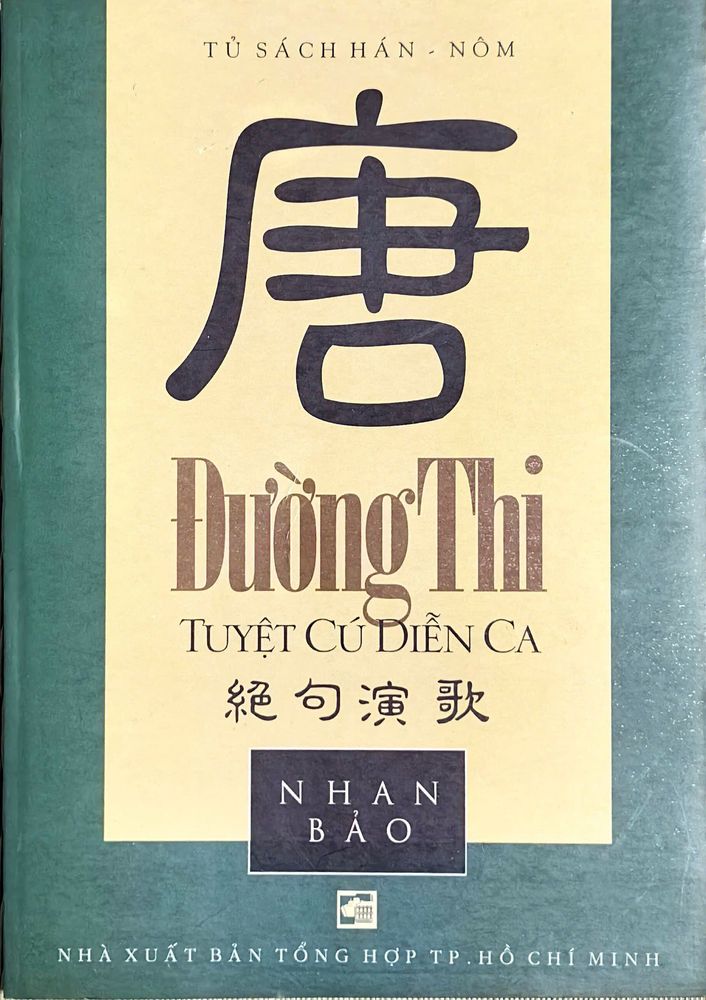 TỦ SÁCH HÁN - NÔM
唐
Đường Thi
TUYỆT CÚ DIỄN CA
絕句演歌
NHAN
BẢO
NHÀ XUẤT BẢN TỔNG HỢP TP. HỒ CHÍ MINH